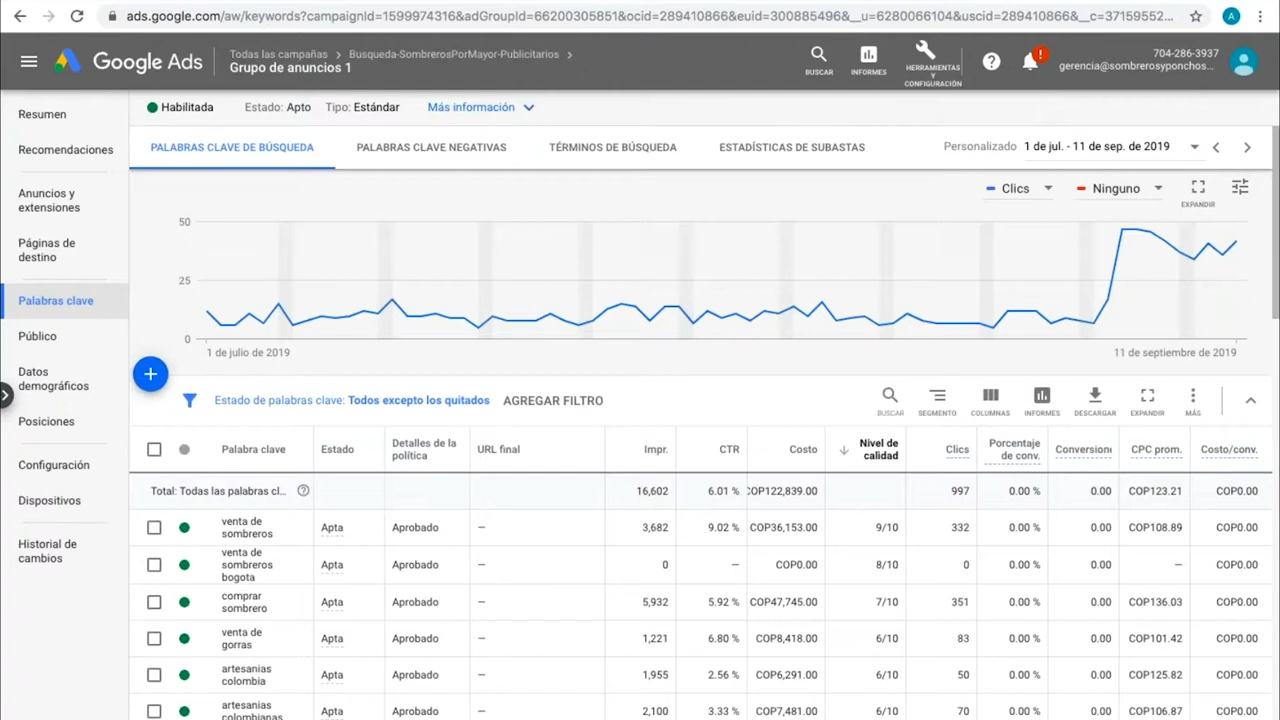 ads.google.com/aw/keywords?campaignId=1599974316&adGroupId=66200305851&ocid=289410866&euid=300885496&__u=6280066104&uscid=289410866&__c=37159552...
A
Google Ads
Todas las campañas > Busqueda-SombrerosPorMayor-Publicitarios >
Grupo de anuncios 1
BUSCAR
INFORMES
HERRAMIENTAS
Y
CONFIGURACIÓN
?
!
704-286-3937
gerencia@sombrerosyponchos...
Resumen
Recomendaciones
Anuncios y
extensiones
Páginas de
destino
Palabras clave
Público
Datos
demográficos
Posiciones
Configuración
Dispositivos
Historial de
cambios
Habilitada Estado: Apto Tipo: Estándar Más información
PALABRAS CLAVE DE BÚSQUEDA PALABRAS CLAVE NEGATIVAS TÉRMINOS DE BÚSQUEDA ESTADÍSTICAS DE SUBASTAS Personalizado 1 de jul. - 11 de sep. de 2019
Clics Ninguno
EXPANDIR
50
25
0
1 de julio de 2019 11 de septiembre de 2019
Estado de palabras clave: Todos excepto los quitados AGREGAR FILTRO
BUSCAR SEGMENTO COLUMNAS INFORMES DESCARGAR EXPANDIR MÁS
Palabra clave Estado Detalles de la
política URL final Impr. CTR Costo Nivel de
calidad Clics Porcentaje
de conv. Conversione CPC prom. Costo/conv.
Total: Todas las palabras cl... ? 16,602 6.01 % COP122,839.00 997 0.00 % 0.00 COP123.21 COP0.00
venta de
sombreros Apta Aprobado — 3,682 9.02 % COP36,153.00 9/10 332 0.00 % 0.00 COP108.89 COP0.00
venta de
sombreros
bogota Apta Aprobado — 0 — COP0.00 8/10 0 0.00 % 0.00 — COP0.00
comprar
sombrero Apta Aprobado — 5,932 5.92 % COP47,745.00 7/10 351 0.00 % 0.00 COP136.03 COP0.00
venta de
gorras Apta Aprobado — 1,221 6.80 % COP8,418.00 6/10 83 0.00 % 0.00 COP101.42 COP0.00
artesanias
colombia Apta Aprobado — 1,955 2.56 % COP6,291.00 6/10 50 0.00 % 0.00 COP125.82 COP0.00
artesanias
colombianas Apta Aprobado — 2,100 3.33 % COP7,481.00 6/10 70 0.00 % 0.00 COP106.87 COP0.00